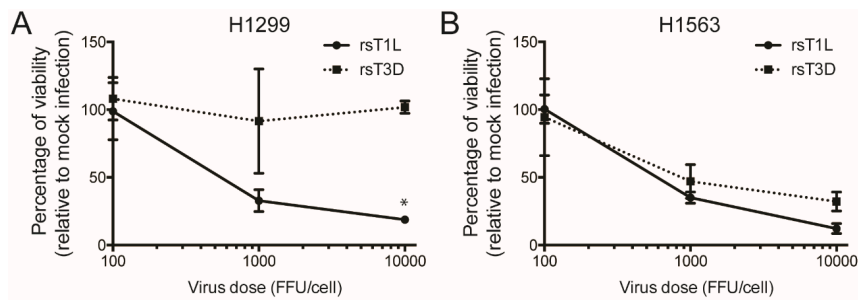 A
H1299
Percentage of viability
(relative to mock infection)
150
100
50
0
rsT1L
rsT3D
*
100
1000
10000
Virus dose (FFU/cell)
B
H1563
Percentage of viability
(relative to mock infection)
150
100
50
0
rsT1L
rsT3D
100
1000
10000
Virus dose (FFU/cell)